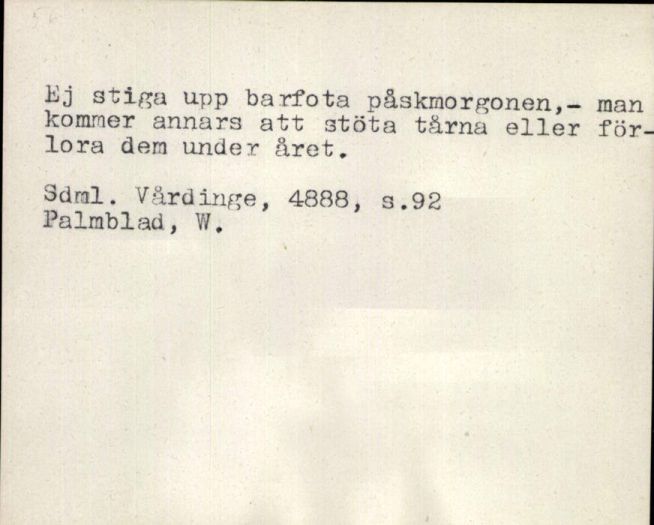 Ej stiga upp barfota påskmorgonen,- man
kommer annars att stöta tårna eller för-
lora dem under året.
Sdml. Vårdinge, 4888, s.92
Palmblad, W.